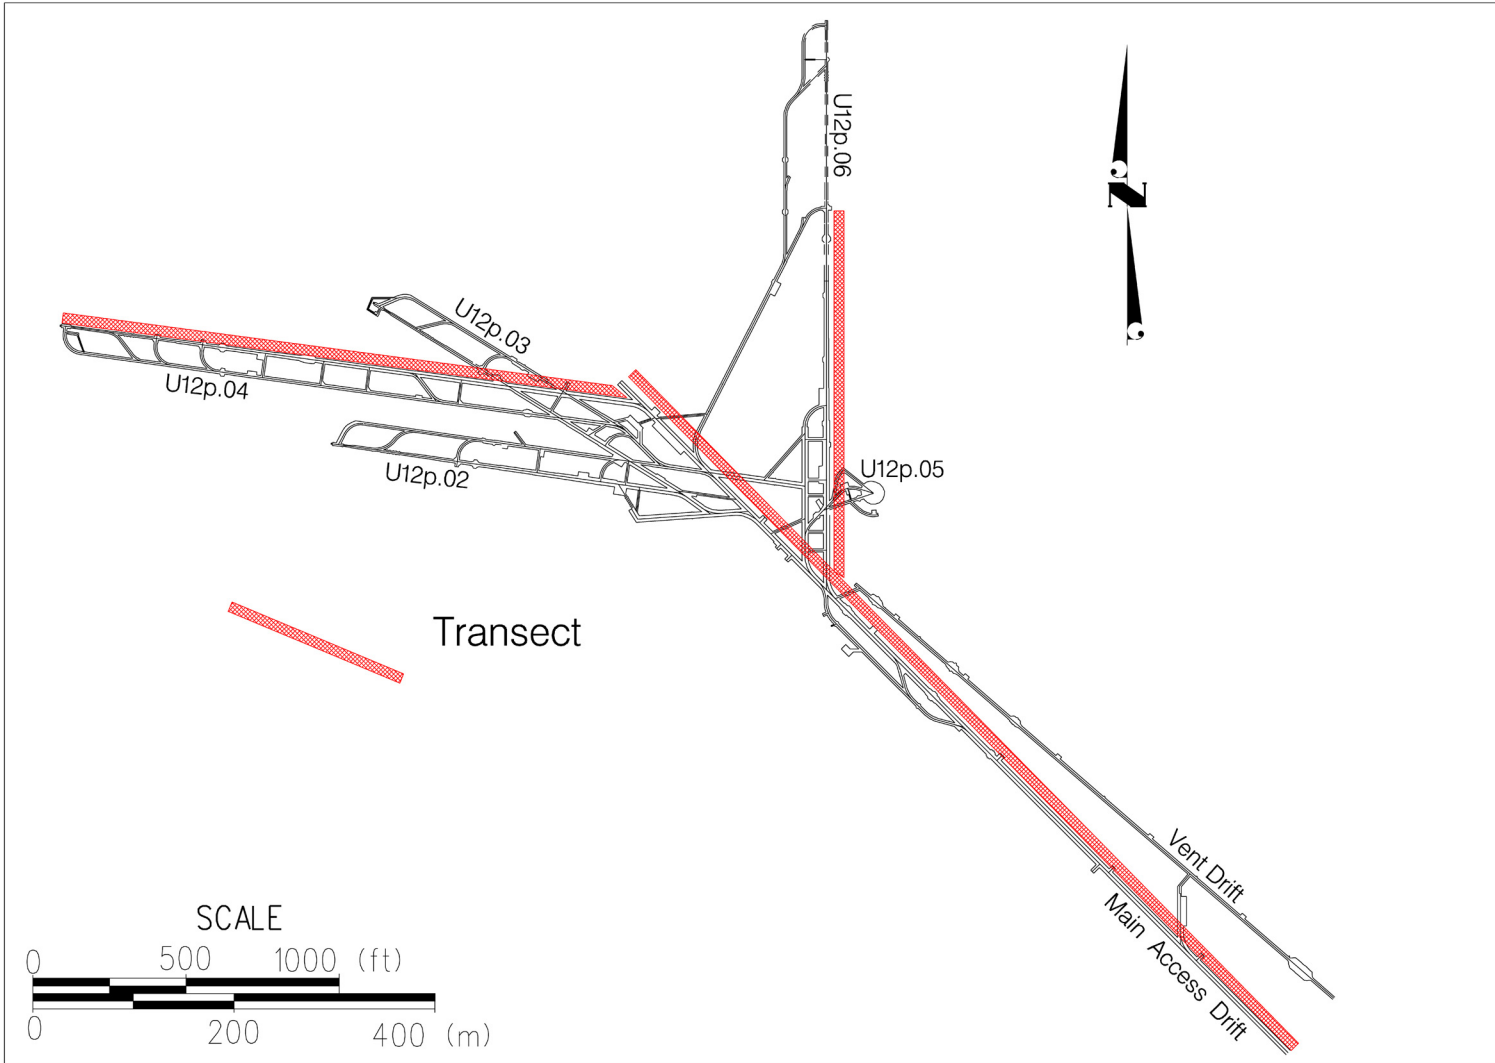 U12p.06
N
U12p.03
U12p.04
U12p.02
U12p.05
Transect
Vent Drift
Main Access Drift
SCALE
0 500 1000 (ft)
0 200 400 (m)